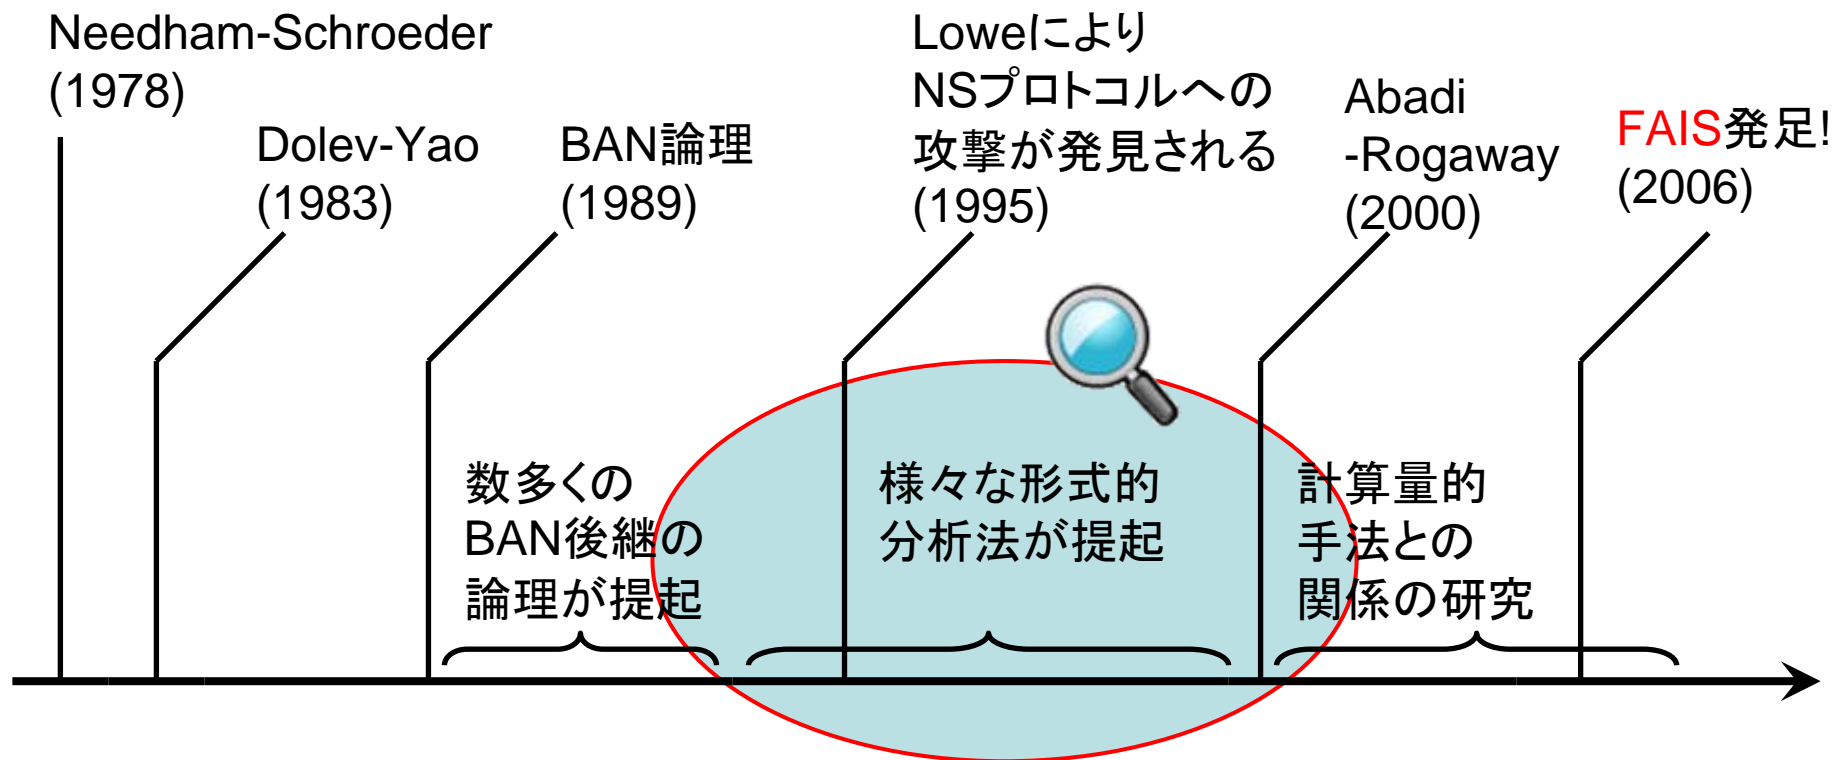 Needham-Schroeder
(1978)
Dolev-Yao
(1983)
BAN論理
(1989)
Loweにより
NSプロトコルへの
攻撃が発見される
(1995)
Abadi
-Rogaway
(2000)
FAIS発足!
(2006)
数多くの
BAN後継の
論理が提起
様々な形式的
分析法が提起
計算量的
手法との
関係の研究